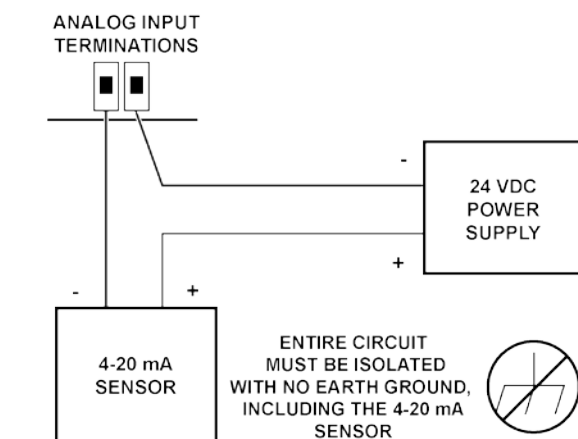 ANALOG INPUT
TERMINATIONS
-
24 VDC
POWER
SUPPLY
+
-
+
4-20 mA
SENSOR
ENTIRE CIRCUIT
MUST BE ISOLATED
WITH NO EARTH GROUND,
INCLUDING THE 4-20 mA
SENSOR